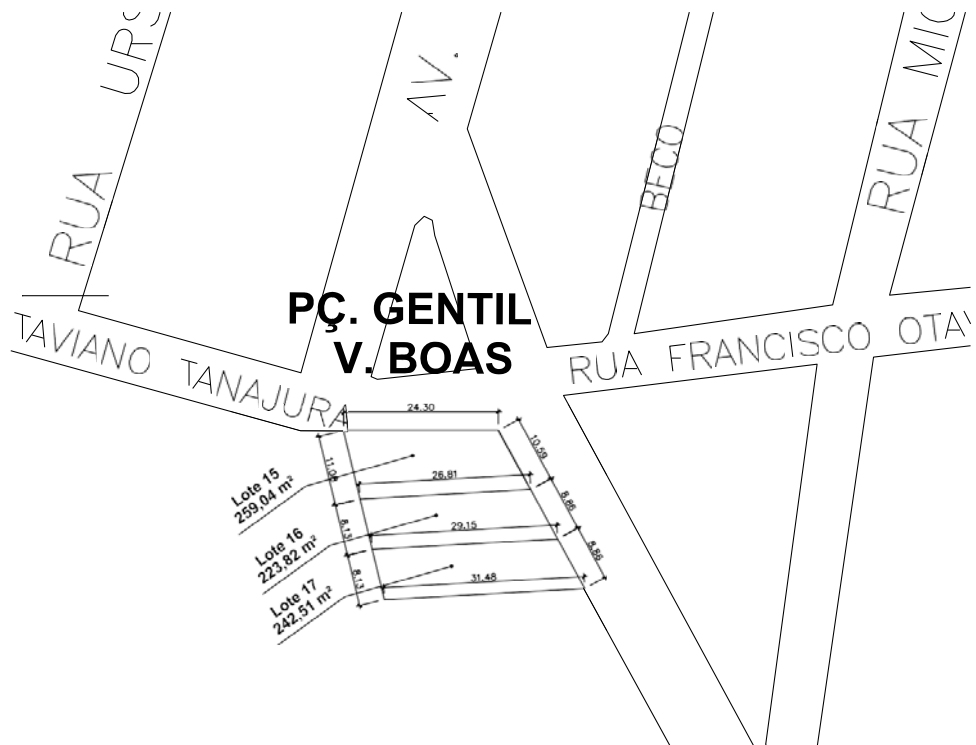 RUA URS
AV.
BECO
RUA MIC
PÇ. GENTIL
V. BOAS
TAVIANO TANAJURA
RUA FRANCISCO OTAV
24.30
10.59
11.06
26.81
Lote 15
259,04 m²
8.86
8.13
29.15
Lote 16
223,82 m²
8.86
8.13
31.48
Lote 17
242,51 m²